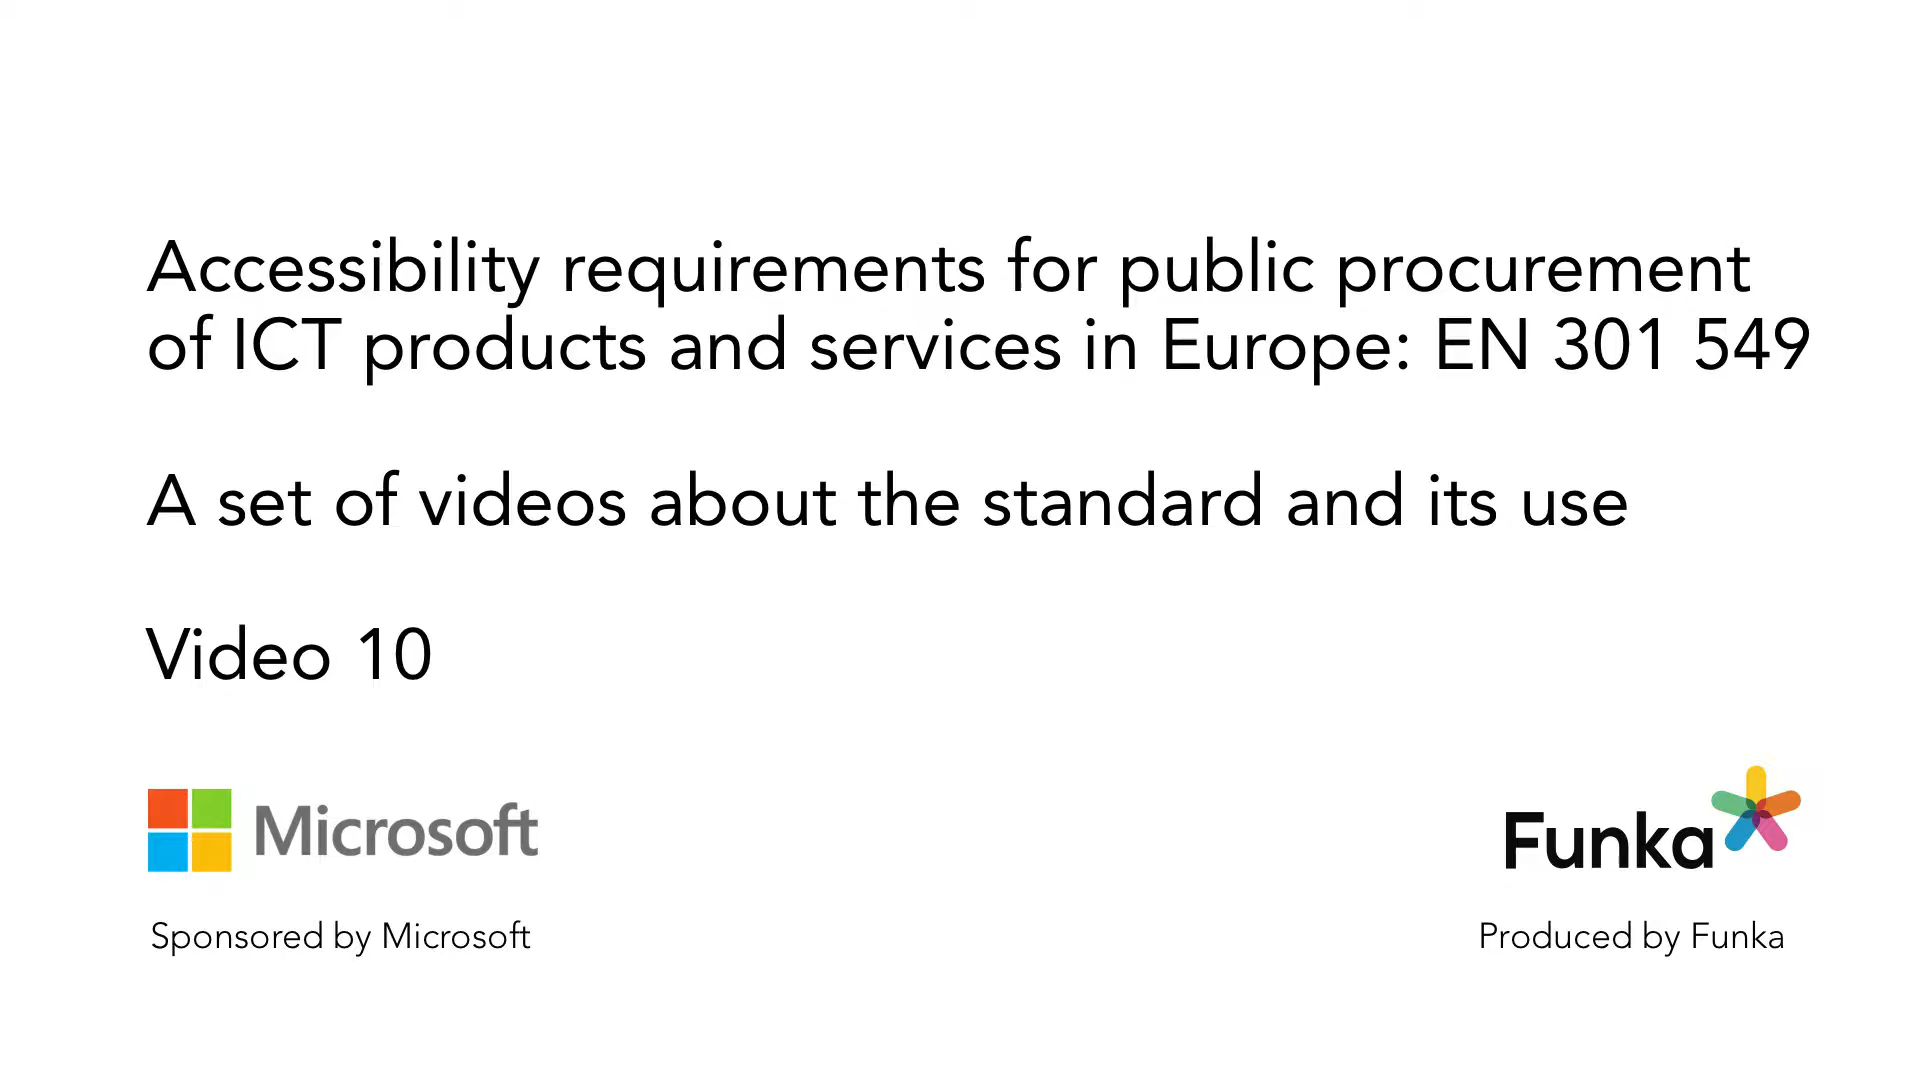 Accessibility requirements for public procurement
of ICT products and services in Europe: EN 301 549
A set of videos about the standard and its use
Video 10
Microsoft
Funka
Sponsored by Microsoft
Produced by Funka